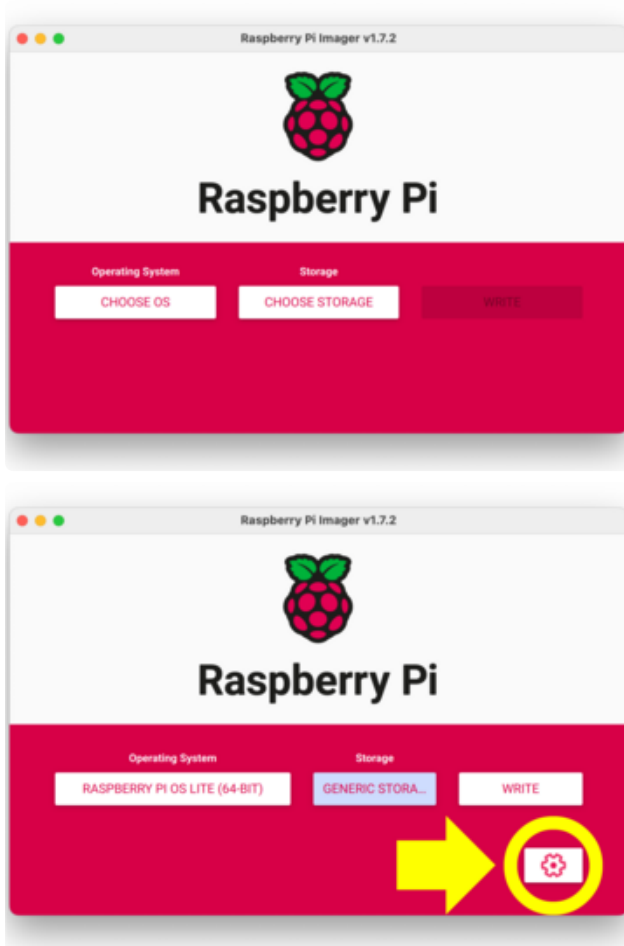 Raspberry Pi Imager v1.7.2
Raspberry Pi
Operating System Storage
CHOOSE OS CHOOSE STORAGE WRITE
Raspberry Pi Imager v1.7.2
Raspberry Pi
Operating System Storage
RASPBERRY PI OS LITE (64-BIT) GENERIC STORA... WRITE